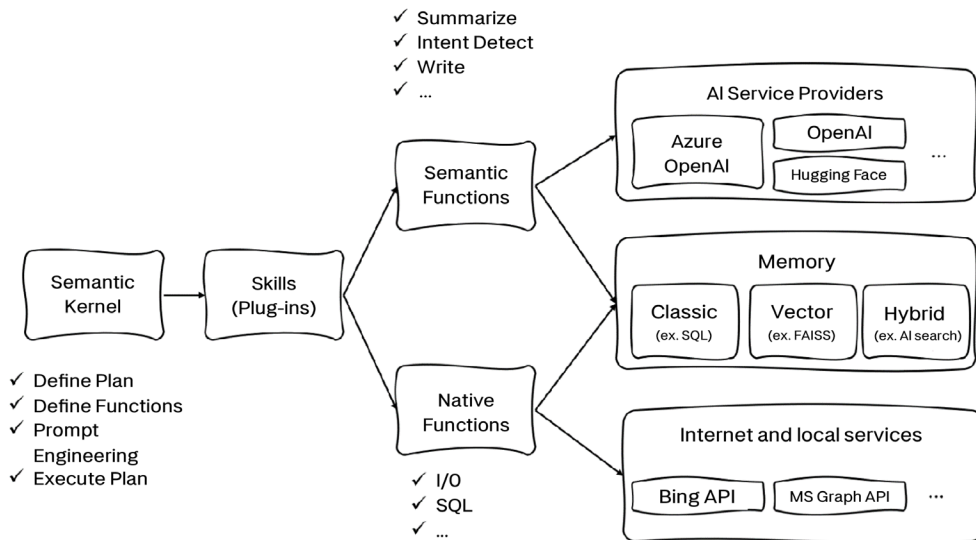 ✓ Summarize
✓ Intent Detect
✓ Write
✓ ...
AI Service Providers
Azure
OpenAI
OpenAI
Hugging Face
...
Semantic
Functions
Semantic
Kernel
Skills
(Plug-ins)
Memory
Classic
(ex. SQL)
Vector
(ex. FAISS)
Hybrid
(ex. AI search)
✓ Define Plan
✓ Define Functions
✓ Prompt
Engineering
✓ Execute Plan
Native
Functions
✓ I/O
✓ SQL
✓ ...
Internet and local services
Bing API
MS Graph API
...